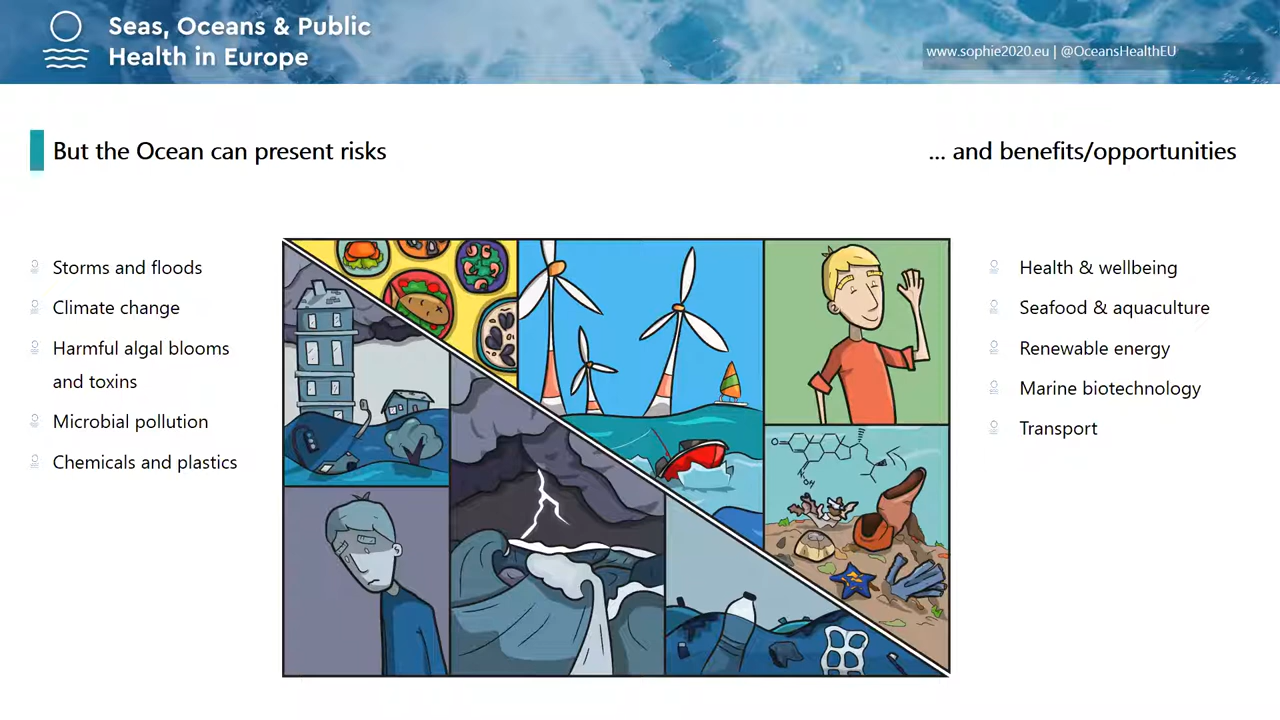 Seas, Oceans & Public
Health in Europe
www.sophie2020.eu | @OceansHealthEU
But the Ocean can present risks
... and benefits/opportunities
Storms and floods
Climate change
Harmful algal blooms
and toxins
Microbial pollution
Chemicals and plastics
Health & wellbeing
Seafood & aquaculture
Renewable energy
Marine biotechnology
Transport